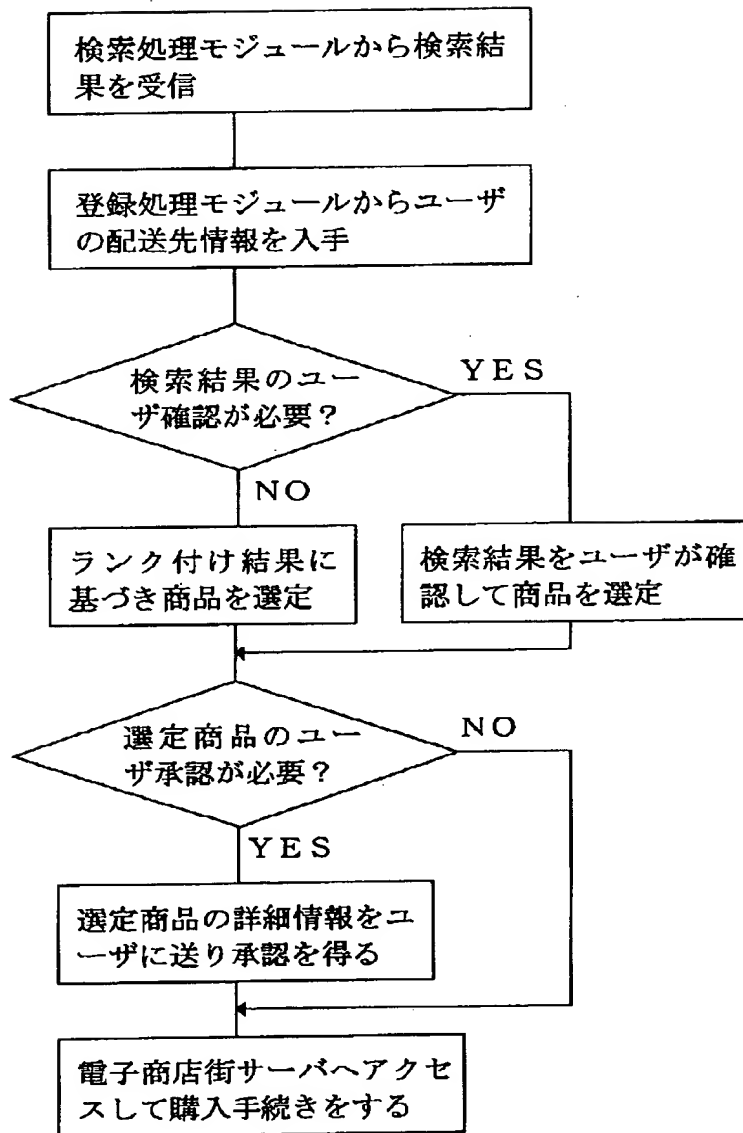 検索処理モジュールから検索結
果を受信
登録処理モジュールからユーザ
の配送先情報を入手
検索結果のユー
ザ確認が必要？
YES
NO
ランク付け結果に
基づき商品を選定
検索結果をユーザが確
認して商品を選定
選定商品のユー
ザ承認が必要？
NO
YES
選定商品の詳細情報をユ
ーザに送り承認を得る
電子商店街サーバへアクセ
スして購入手続きをする